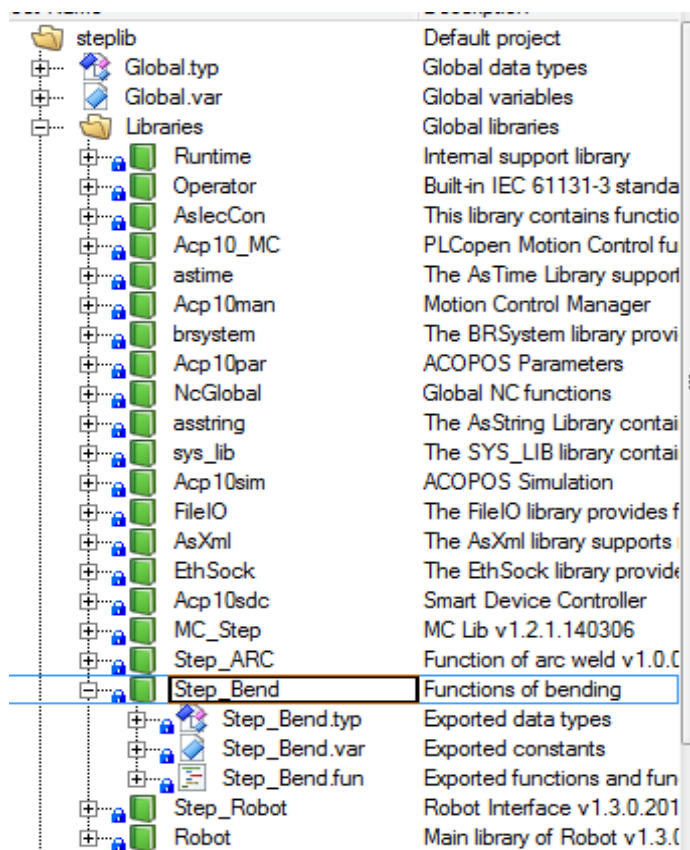 steplib Default project
Global.typ Global data types
Global.var Global variables
Libraries Global libraries
Runtime Internal support library
Operator Built-in IEC 61131-3 standa
AsIecCon This library contains functio
Acp10_MC PLCopen Motion Control fu
astime The AsTime Library support
Acp10man Motion Control Manager
brsystem The BRSystem library provi
Acp10par ACOPOS Parameters
NcGlobal Global NC functions
asstring The AsString Library contai
sys_lib The SYS_LIB library contai
Acp10sim ACOPOS Simulation
FileIO The FileIO library provides f
AsXml The AsXml library supports
EthSock The EthSock library provide
Acp10sdc Smart Device Controller
MC_Step MC Lib v1.2.1.140306
Step_ARC Function of arc weld v1.0.0
Step_Bend Functions of bending
Step_Bend.typ Exported data types
Step_Bend.var Exported constants
Step_Bend.fun Exported functions and fun
Step_Robot Robot Interface v1.3.0.201
Robot Main library of Robot v1.3.0